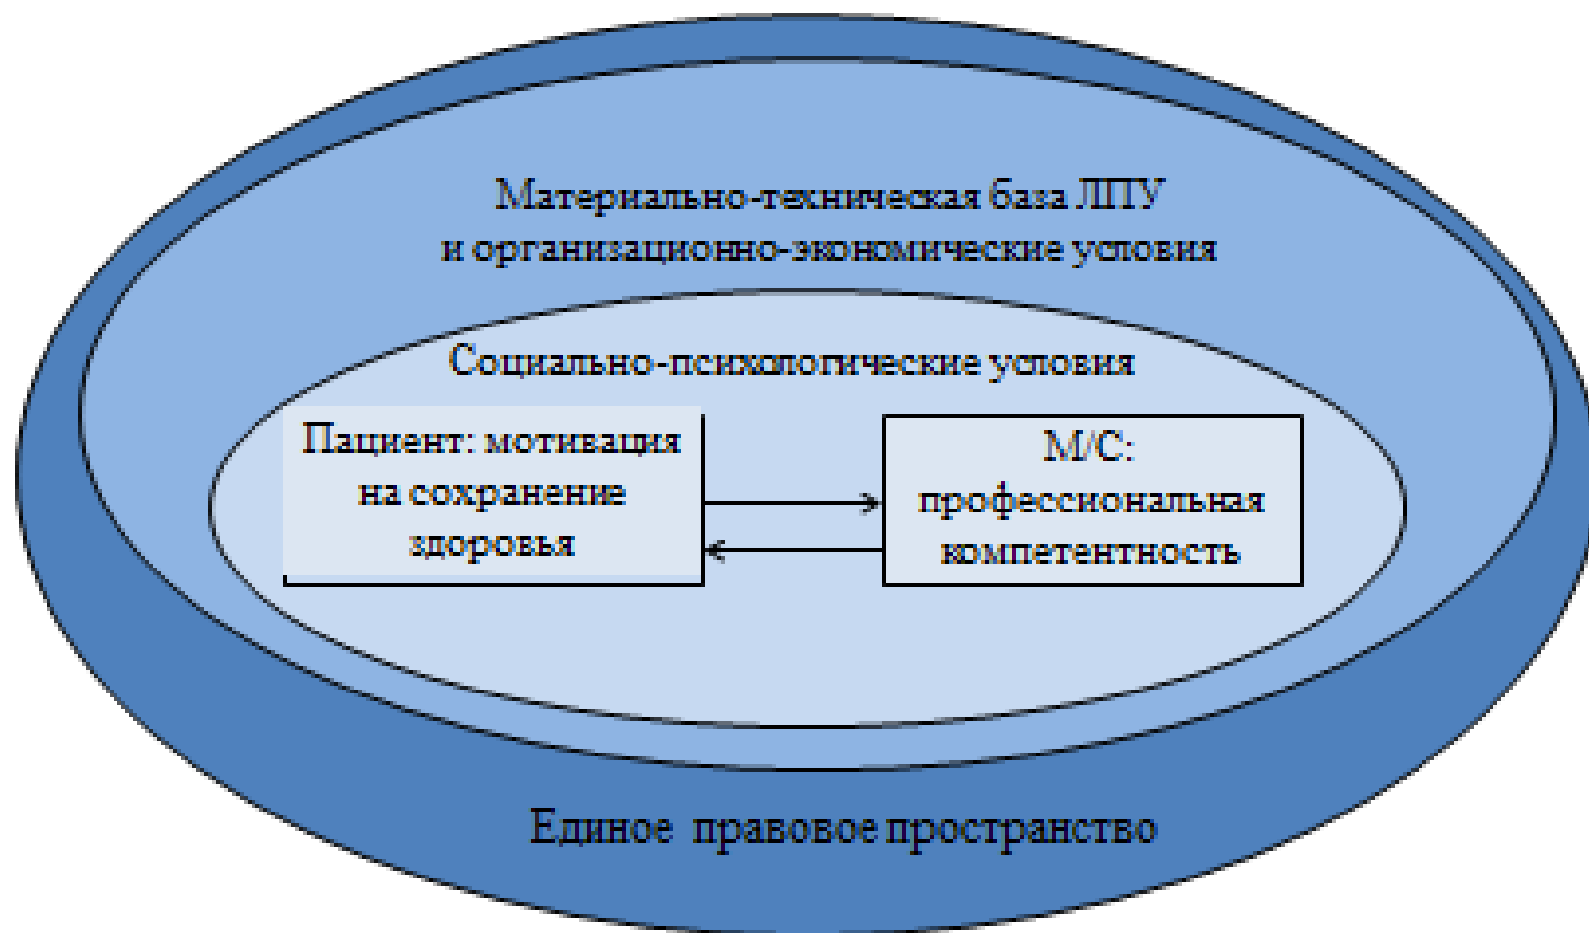 Материально-техническая база ЛПУ
и организационно-экономические условия
Социально-психологические условия
Пациент: мотивация
на сохранение
здоровья
М/С:
профессиональная
компетентность
Единое правовое пространство